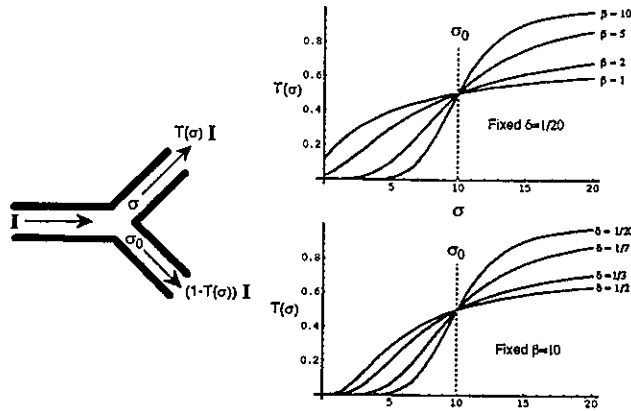 I
Τ(σ) I
σ
σ₀
(1-Τ(σ)) I
σ₀
0.8
0.6
Τ(σ)
0.4
0.2
β = 10
β = 5
β = 2
β = 1
Fixed δ=1/20
5
10
15
20
σ
σ₀
0.8
0.6
Τ(σ)
0.4
0.2
δ = 1/20
δ = 1/7
δ = 1/3
δ = 1/2
Fixed β=10
5
10
15
20